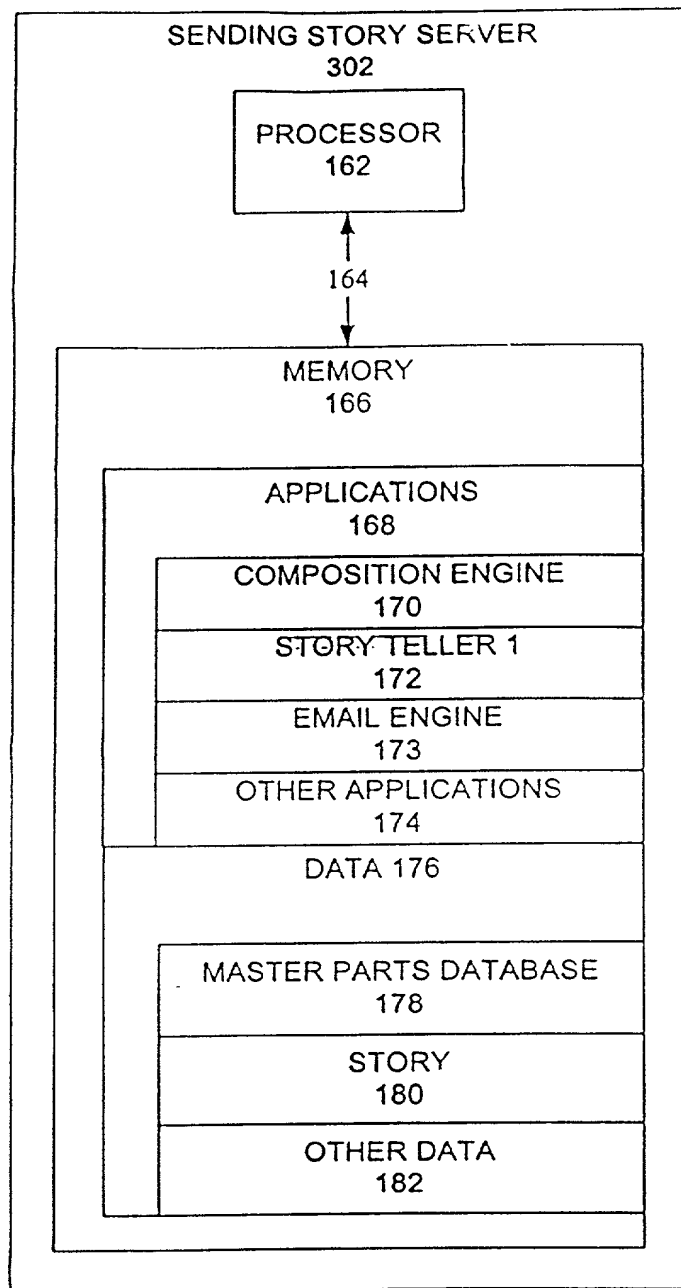 SENDING STORY SERVER
302
PROCESSOR
162
164
MEMORY
166
APPLICATIONS
168
COMPOSITION ENGINE
170
STORY TELLER 1
172
EMAIL ENGINE
173
OTHER APPLICATIONS
174
DATA 176
MASTER PARTS DATABASE
178
STORY
180
OTHER DATA
182